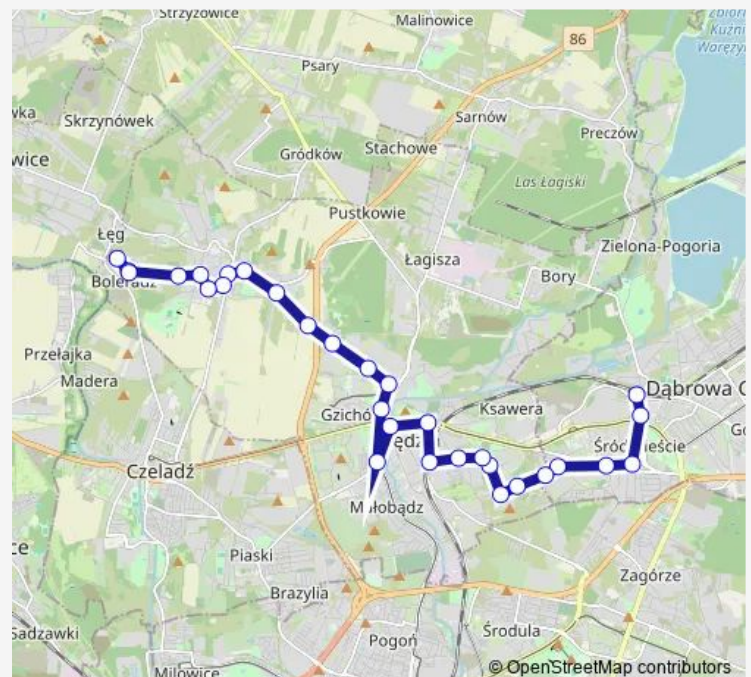 Strzyżowice
Malinowice
86
Psary
Skrzynówek
Sarnów
Preczów
Gródków
Stachowe
Las Łagiski
Pustkowie
Łęg
Łagisza
Zielona-Pogoria
Bory
Przełajka
Madera
Gzichó
Ksawera
Dąbrowa G
Czeladź
Piaski
Brazylia
Zagórze
Pogoń
Środula
Sadzawki
Milowice
© OpenStreetMap contributors